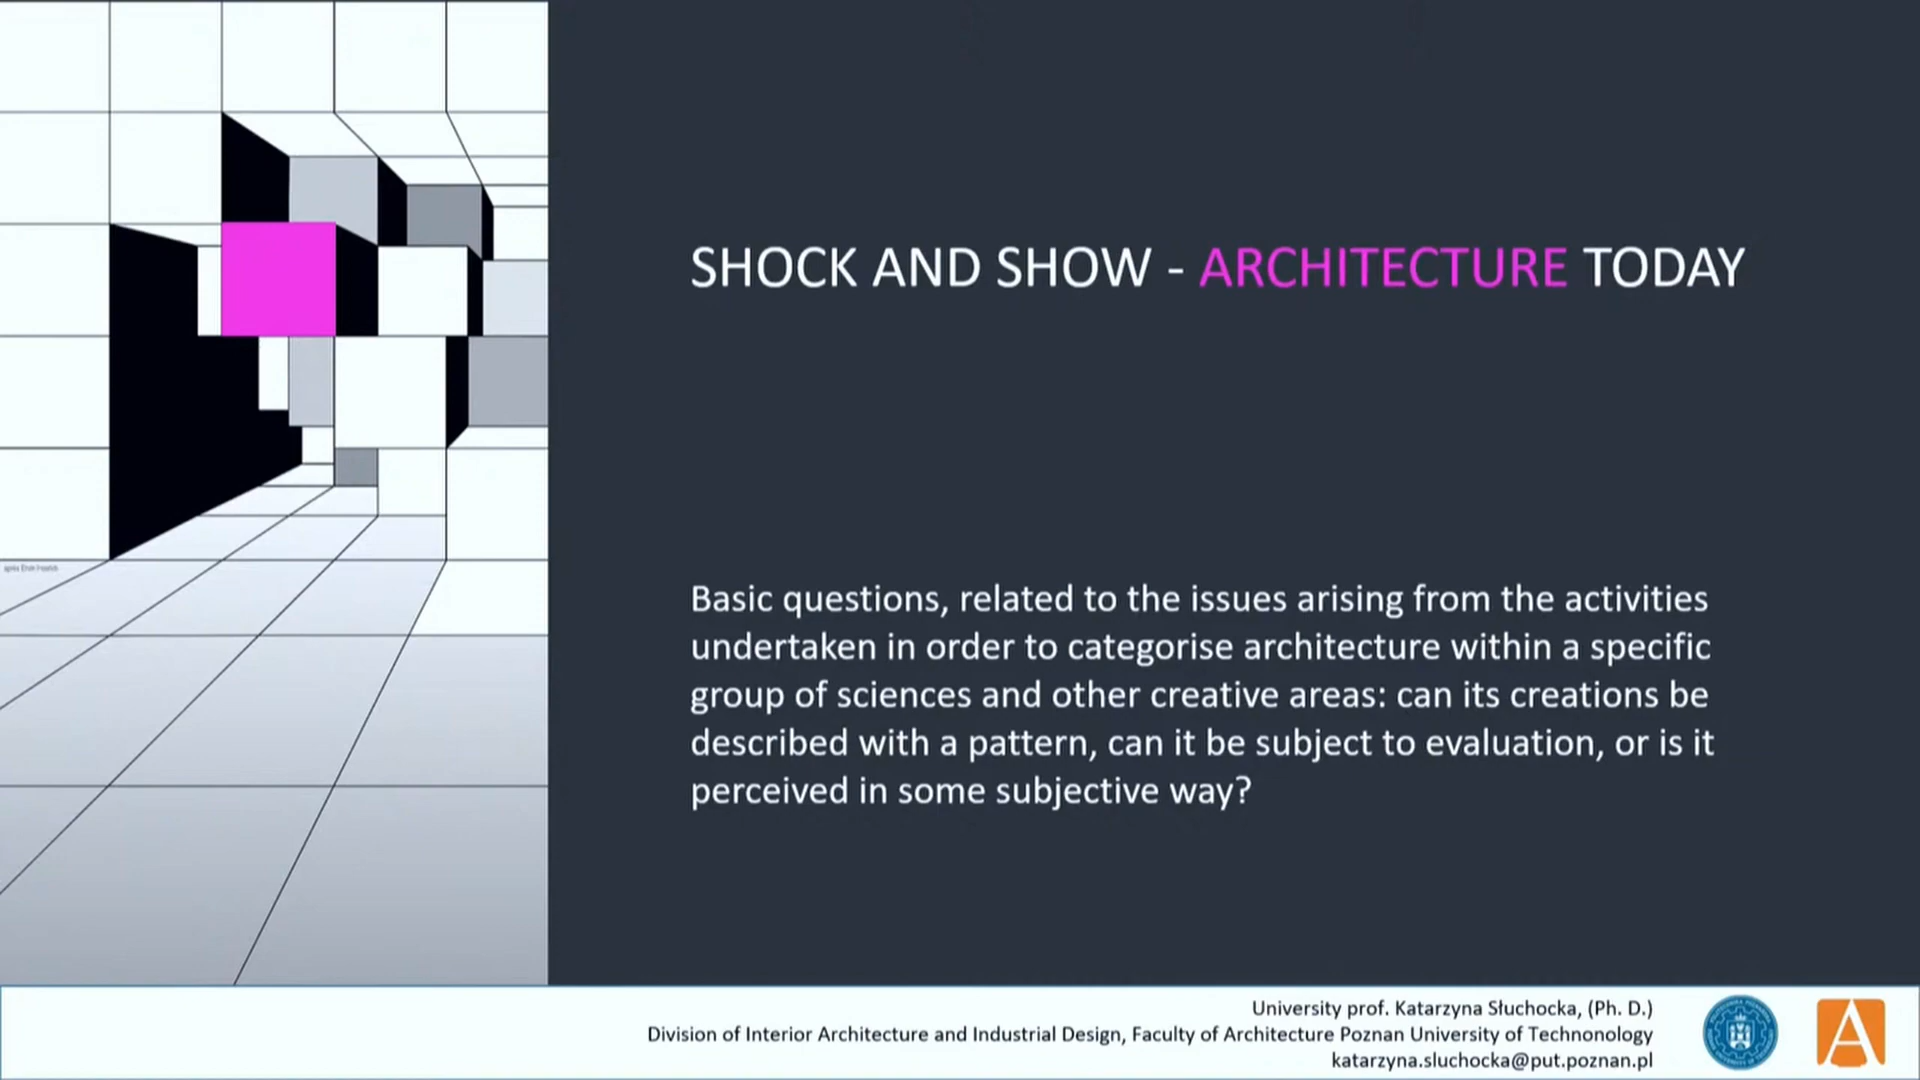 SHOCK AND SHOW - ARCHITECTURE TODAY
Basic questions, related to the issues arising from the activities
undertaken in order to categorise architecture within a specific
group of sciences and other creative areas: can its creations be
described with a pattern, can it be subject to evaluation, or is it
perceived in some subjective way?
University prof. Katarzyna Słuchocka, (Ph. D.)
Division of Interior Architecture and Industrial Design, Faculty of Architecture Poznan University of Technonology
katarzyna.sluchocka@put.poznan.pl
A